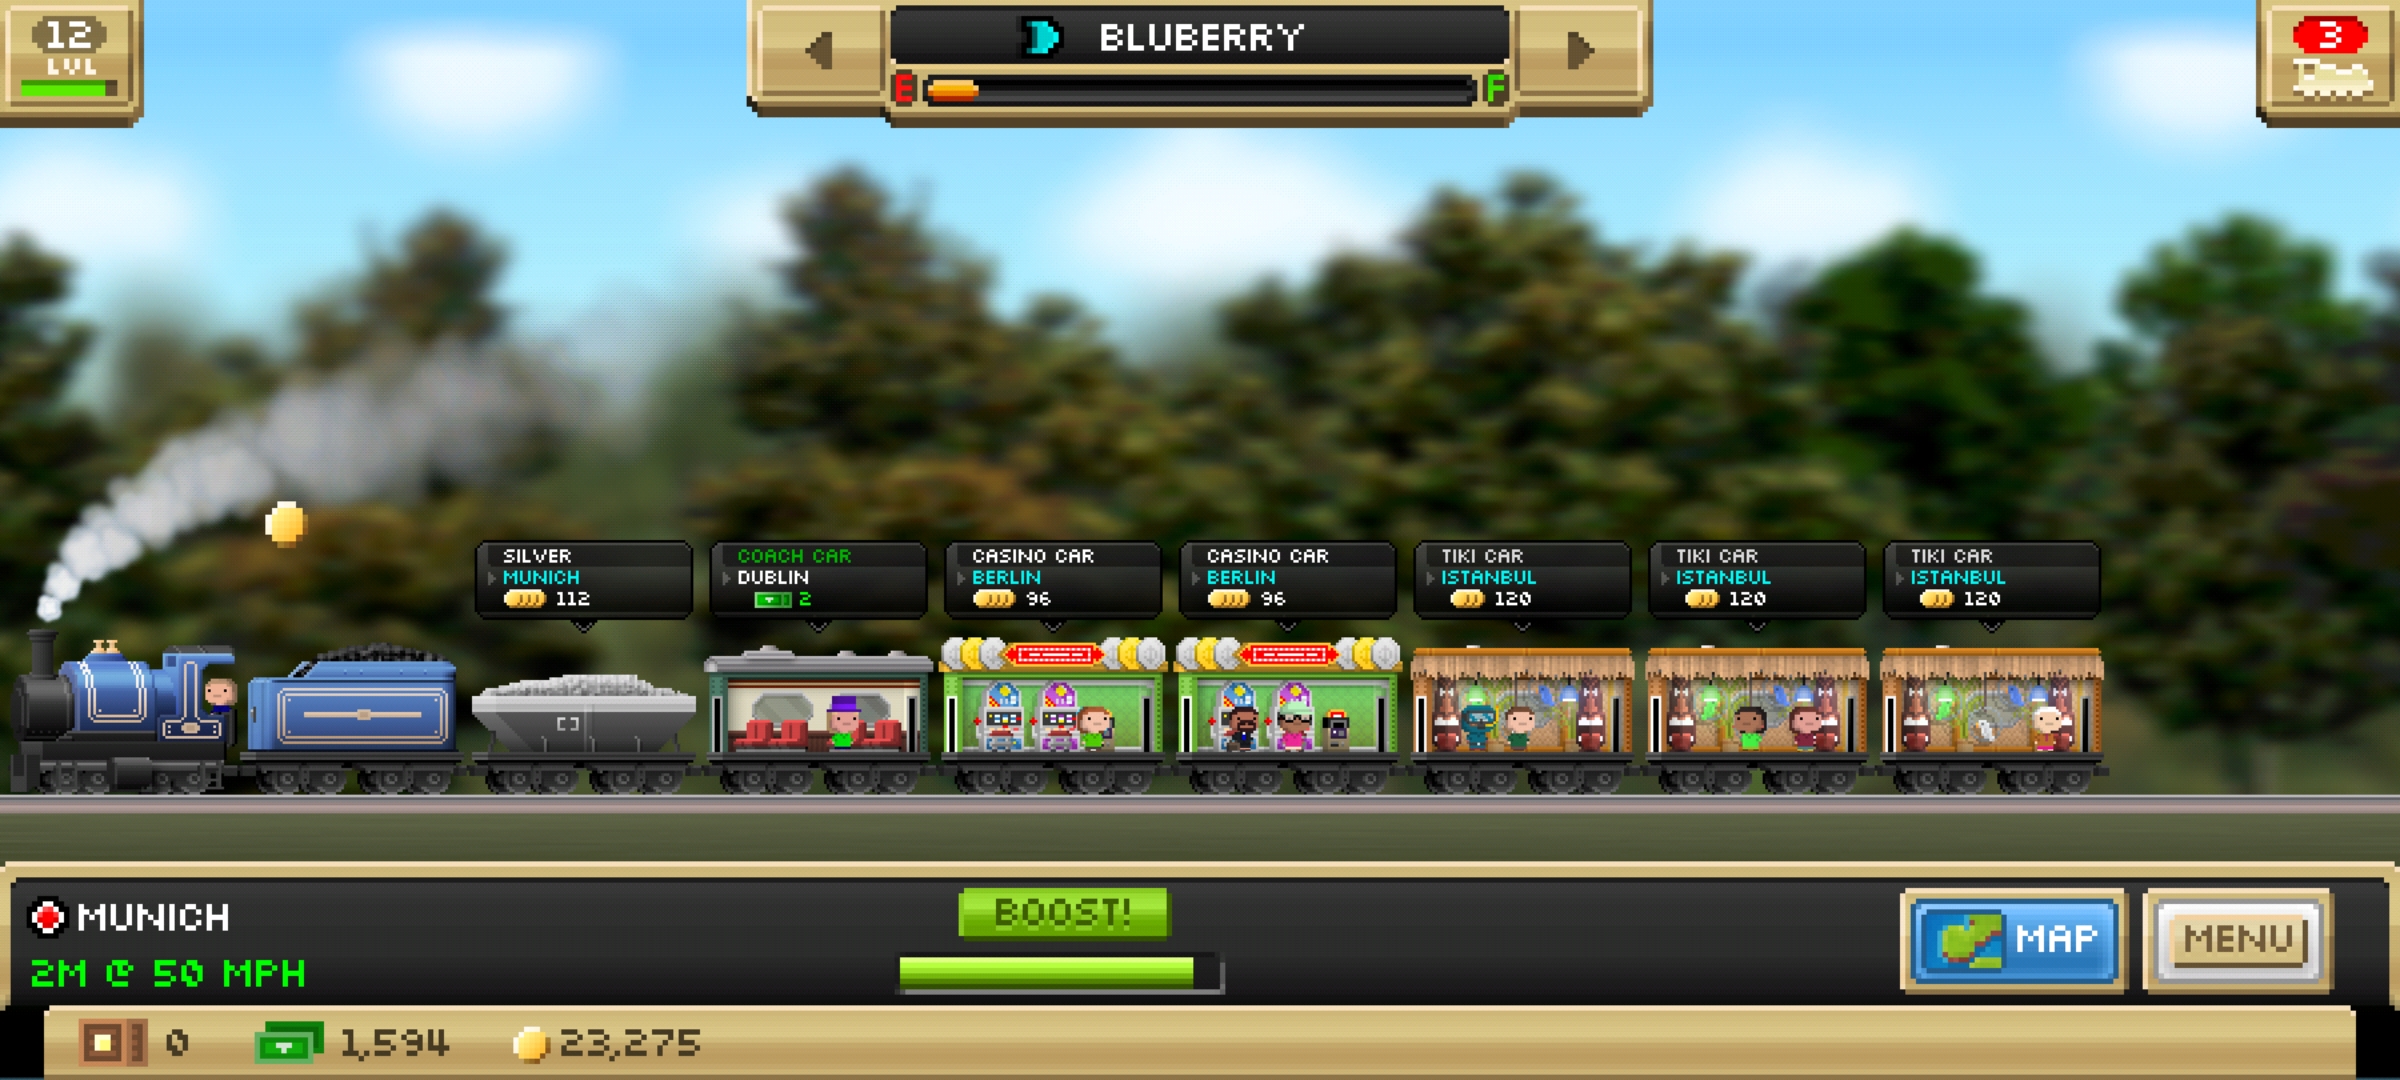 12
LVL
BLUBERRY
E
F
3
SILVER
MUNICH
112
COACH CAR
DUBLIN
2
CASINO CAR
BERLIN
96
CASINO CAR
BERLIN
96
TIKI CAR
ISTANBUL
120
TIKI CAR
ISTANBUL
120
TIKI CAR
ISTANBUL
120
MUNICH
2M @ 50 MPH
BOOST!
MAP
MENU
0
1,594
23,275